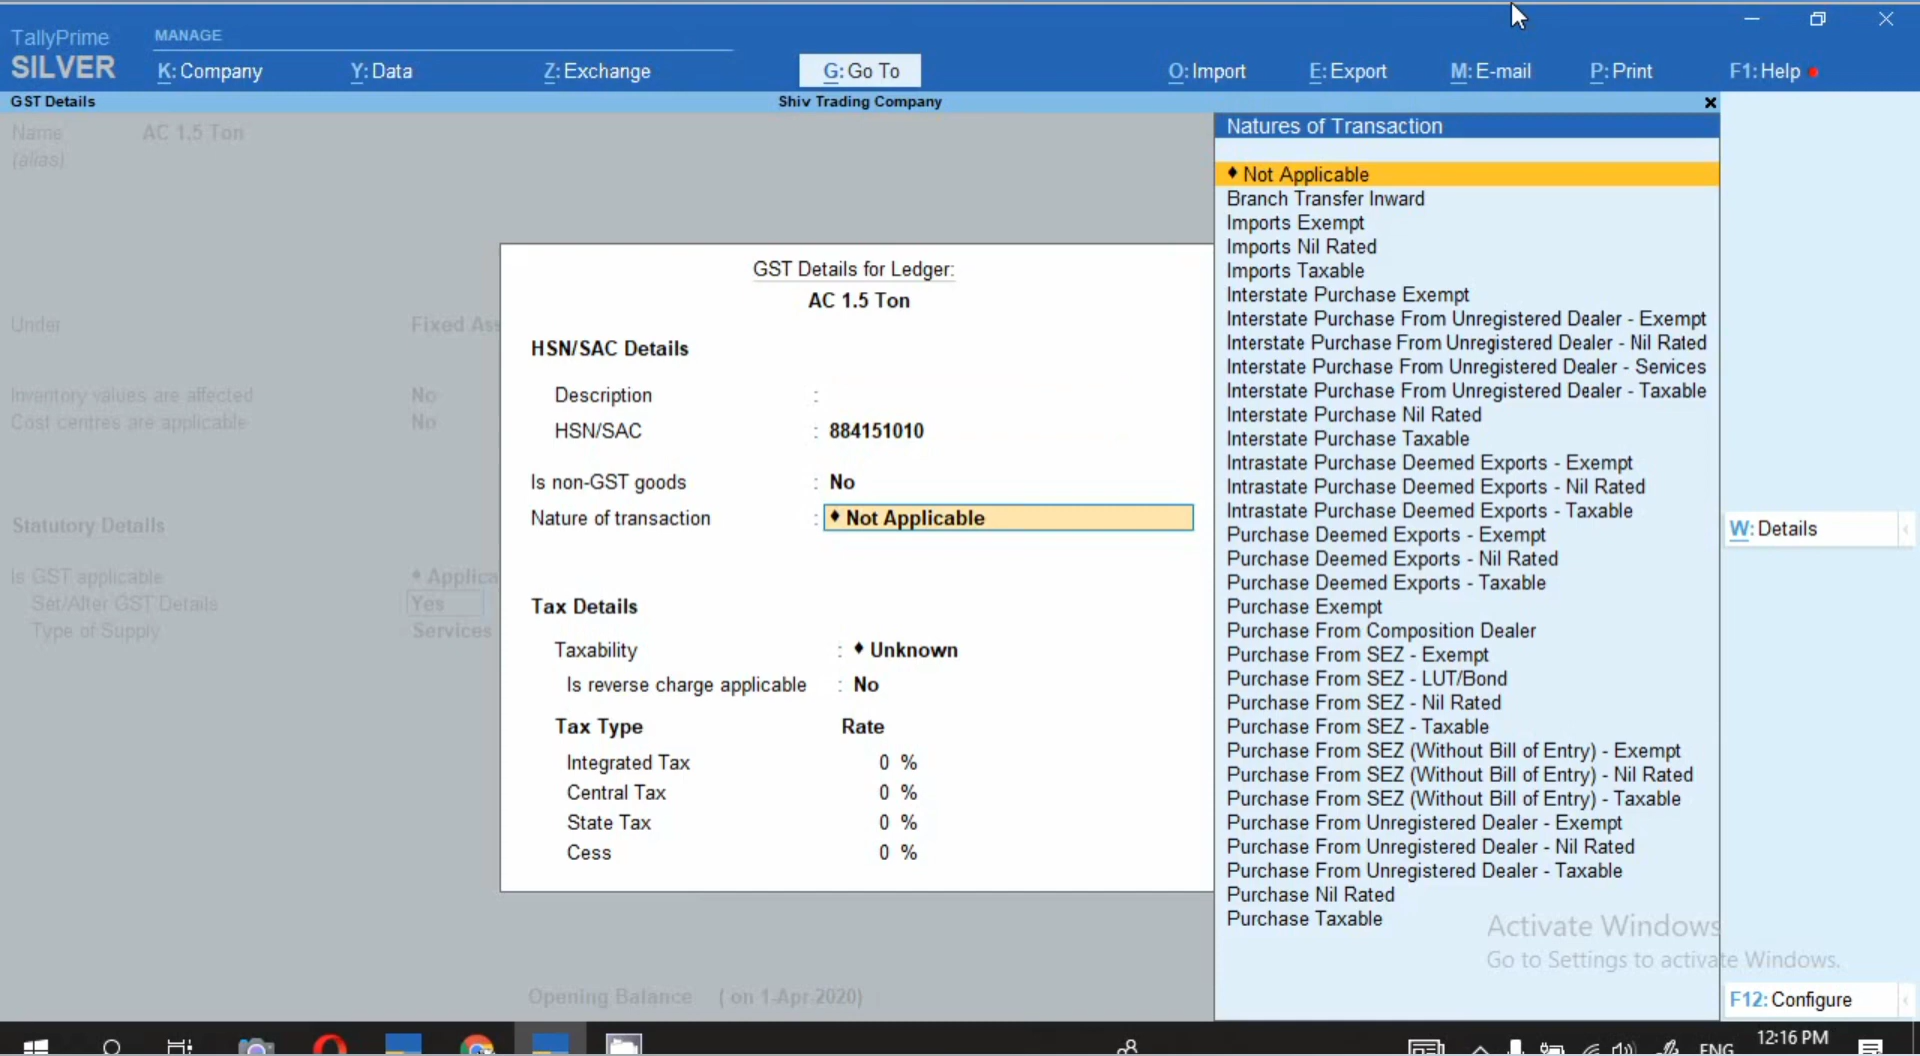 TallyPrime
SILVER
MANAGE
K: Company
Y: Data
Z: Exchange
G: Go To
O: Import
E: Export
M: E-mail
P: Print
F1: Help
GST Details
Shiv Trading Company
Name
AC 1.5 Ton
(alias)
Under
Fixed Ass
Inventory values are affected
No
Cost centres are applicable
No
Statutory Details
Is GST applicable
♦ Applica
Set/Alter GST Details
Yes
Type of Supply
Services
Opening Balance ( on 1-Apr-2020)
GST Details for Ledger:
AC 1.5 Ton
HSN/SAC Details
Description :
HSN/SAC : 884151010
Is non-GST goods : No
Nature of transaction : ♦ Not Applicable
Tax Details
Taxability : ♦ Unknown
Is reverse charge applicable : No
Tax Type Rate
Integrated Tax 0 %
Central Tax 0 %
State Tax 0 %
Cess 0 %
Natures of Transaction
♦ Not Applicable
Branch Transfer Inward
Imports Exempt
Imports Nil Rated
Imports Taxable
Interstate Purchase Exempt
Interstate Purchase From Unregistered Dealer - Exempt
Interstate Purchase From Unregistered Dealer - Nil Rated
Interstate Purchase From Unregistered Dealer - Services
Interstate Purchase From Unregistered Dealer - Taxable
Interstate Purchase Nil Rated
Interstate Purchase Taxable
Intrastate Purchase Deemed Exports - Exempt
Intrastate Purchase Deemed Exports - Nil Rated
Intrastate Purchase Deemed Exports - Taxable
Purchase Deemed Exports - Exempt
Purchase Deemed Exports - Nil Rated
Purchase Deemed Exports - Taxable
Purchase Exempt
Purchase From Composition Dealer
Purchase From SEZ - Exempt
Purchase From SEZ - LUT/Bond
Purchase From SEZ - Nil Rated
Purchase From SEZ - Taxable
Purchase From SEZ (Without Bill of Entry) - Exempt
Purchase From SEZ (Without Bill of Entry) - Nil Rated
Purchase From SEZ (Without Bill of Entry) - Taxable
Purchase From Unregistered Dealer - Exempt
Purchase From Unregistered Dealer - Nil Rated
Purchase From Unregistered Dealer - Taxable
Purchase Nil Rated
Purchase Taxable
W: Details
Activate Windows
Go to Settings to activate Windows.
F12: Configure
ENG
12:16 PM